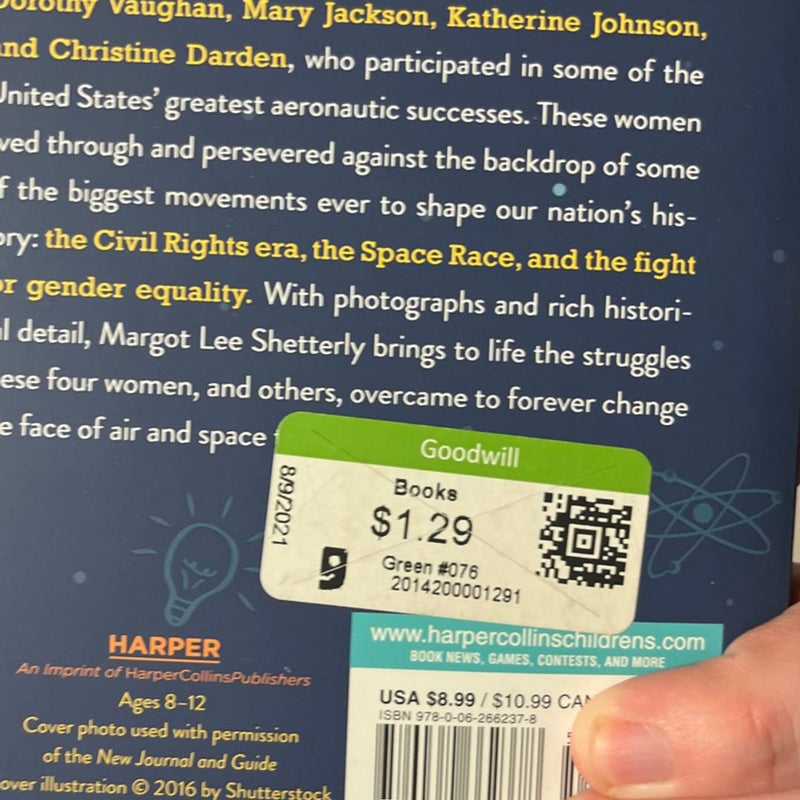 Dorothy Vaughan, Mary Jackson, Katherine Johnson,
and Christine Darden, who participated in some of the
United States' greatest aeronautic successes. These women
ved through and persevered against the backdrop of some
f the biggest movements ever to shape our nation's his-
ory: the Civil Rights era, the Space Race, and the fight
or gender equality. With photographs and rich histori-
l detail, Margot Lee Shetterly brings to life the struggles
ese four women, and others, overcame to forever change
e face of air and space
Goodwill
8/9/2021
Books
$1.29
Green #076
2014200001291
www.harpercollinschildrens.com
BOOK NEWS, GAMES, CONTESTS, AND MORE
HARPER
An Imprint of HarperCollinsPublishers
Ages 8–12
Cover photo used with permission
of the New Journal and Guide
over illustration © 2016 by Shutterstock
USA $8.99 / $10.99 CAN
ISBN 978-0-06-266237-8